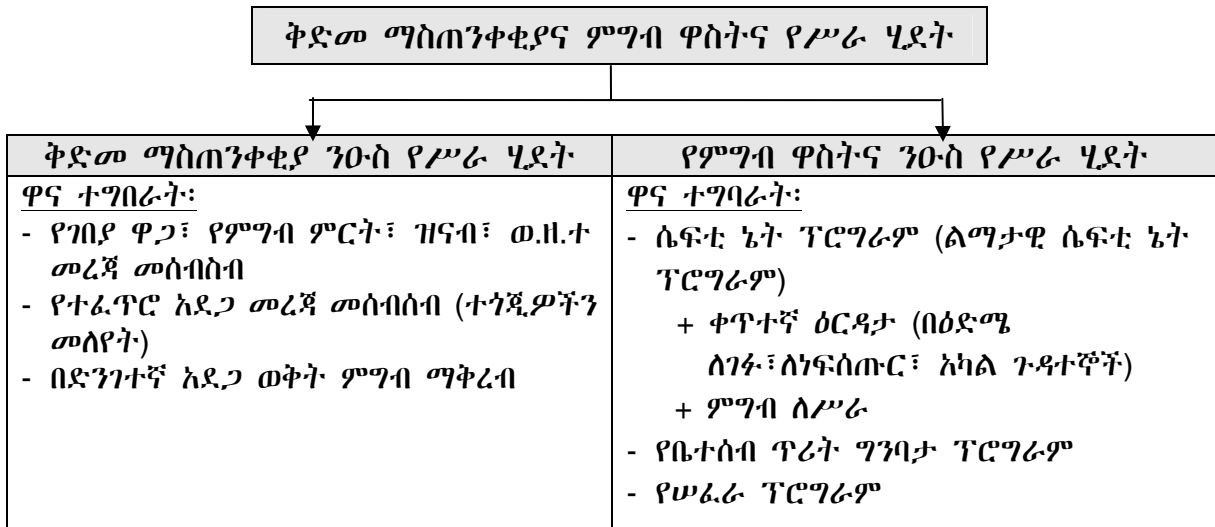 ቅድመ ማስጠንቀቂያና ምግብ ዋስትና የሥራ ሂደት
ቅድመ ማስጠንቀቂያ ንዑስ የሥራ ሂደት
ዋና ተግበራት፡
- የገበያ ዋጋ፣ የምግብ ምርት፣ ዝናብ፣ ወ.ዘ.ተ
መረጃ መሰብስብ
- የተፈጥሮ አደጋ መረጃ መሰብሰብ (ተጎጂዎችን
መለየት)
- በድንገተኛ አደጋ ወቅት ምግብ ማቅረብ
የምግብ ዋስትና ንዑስ የሥራ ሂደት
ዋና ተግባራት፡
- ሴፍቲ ኔት ፕሮግራም (ልማታዊ ሴፍቲ ኔት
ፕሮግራም)
+ ቀጥተኛ ዕርዳታ (በዕድሜ
ለገፉ፣ለነፍሰጡር፣ አካል ጉዳተኞች)
+ ምግብ ለሥራ
- የቤተሰብ ጥሪት ግንባታ ፕሮግራም
- የሠፈራ ፕሮግራም